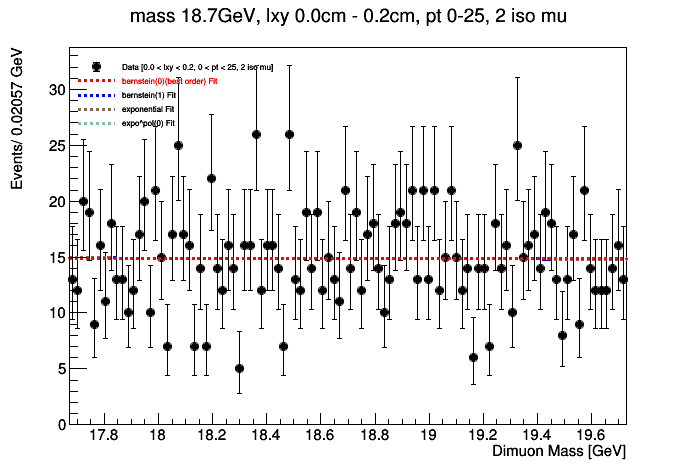 mass 18.7GeV, lxy 0.0cm - 0.2cm, pt 0-25, 2 iso mu
Events/ 0.02057 GeV
Data [0.0 < lxy < 0.2, 0 < pt < 25, 2 iso mu]
bernstein(0)(best order) Fit
bernstein(1) Fit
exponential Fit
expo*pol(0) Fit
30
25
20
15
10
5
0
17.8 18 18.2 18.4 18.6 18.8 19 19.2 19.4 19.6
Dimuon Mass [GeV]